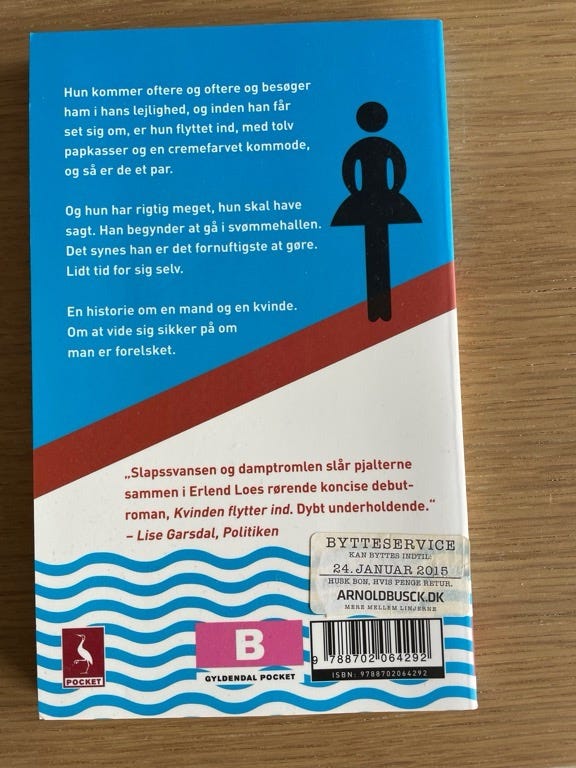 Hun kommer oftere og oftere og besøger
ham i hans lejlighed, og inden han får
set sig om, er hun flyttet ind, med tolv
papkasser og en cremefarvet kommode,
og så er de et par.
Og hun har rigtig meget, hun skal have
sagt. Han begynder at gå i svømmehallen.
Det synes han er det fornuftigste at gøre.
Lidt tid for sig selv.
En historie om en mand og en kvinde.
Om at vide sig sikker på om
man er forelsket.
„Slapssvansen og damptromlen slår pjalterne
sammen i Erlend Loes rørende koncise debut-
roman, Kvinden flytter ind. Dybt underholdende.“
– Lise Garsdal, Politiken
BYTTESERVICE
KAN BYTTES INDTIL:
24. JANUAR 2015
HUSK BON, HVIS PENGE RETUR.
ARNOLDBUSCK.DK
MERE MELLEM LINJERNE
POCKET
B
GYLDENDAL POCKET
9 788702 064292
ISBN: 9788702064292